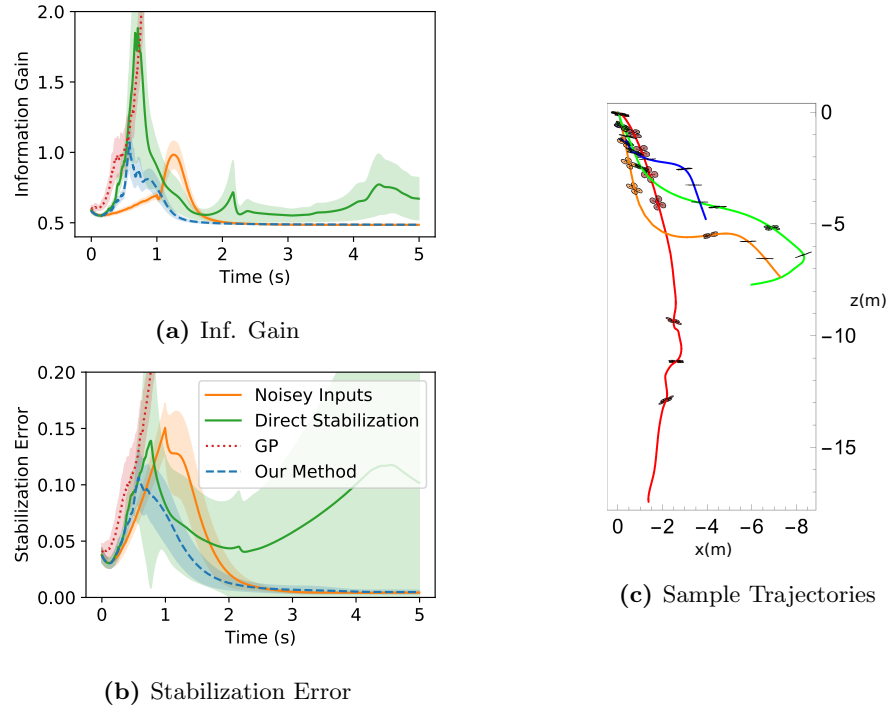 2.0
1.5
1.0
0.5
Information Gain
0 1 2 3 4 5
Time (s)
(a) Inf. Gain
0.20
0.15
0.10
0.05
0.00
Stabilization Error
Noisey Inputs
Direct Stabilization
GP
Our Method
0 1 2 3 4 5
Time (s)
(b) Stabilization Error
0
−5
z(m)
−10
−15
0 −2 −4 −6 −8
x(m)
(c) Sample Trajectories